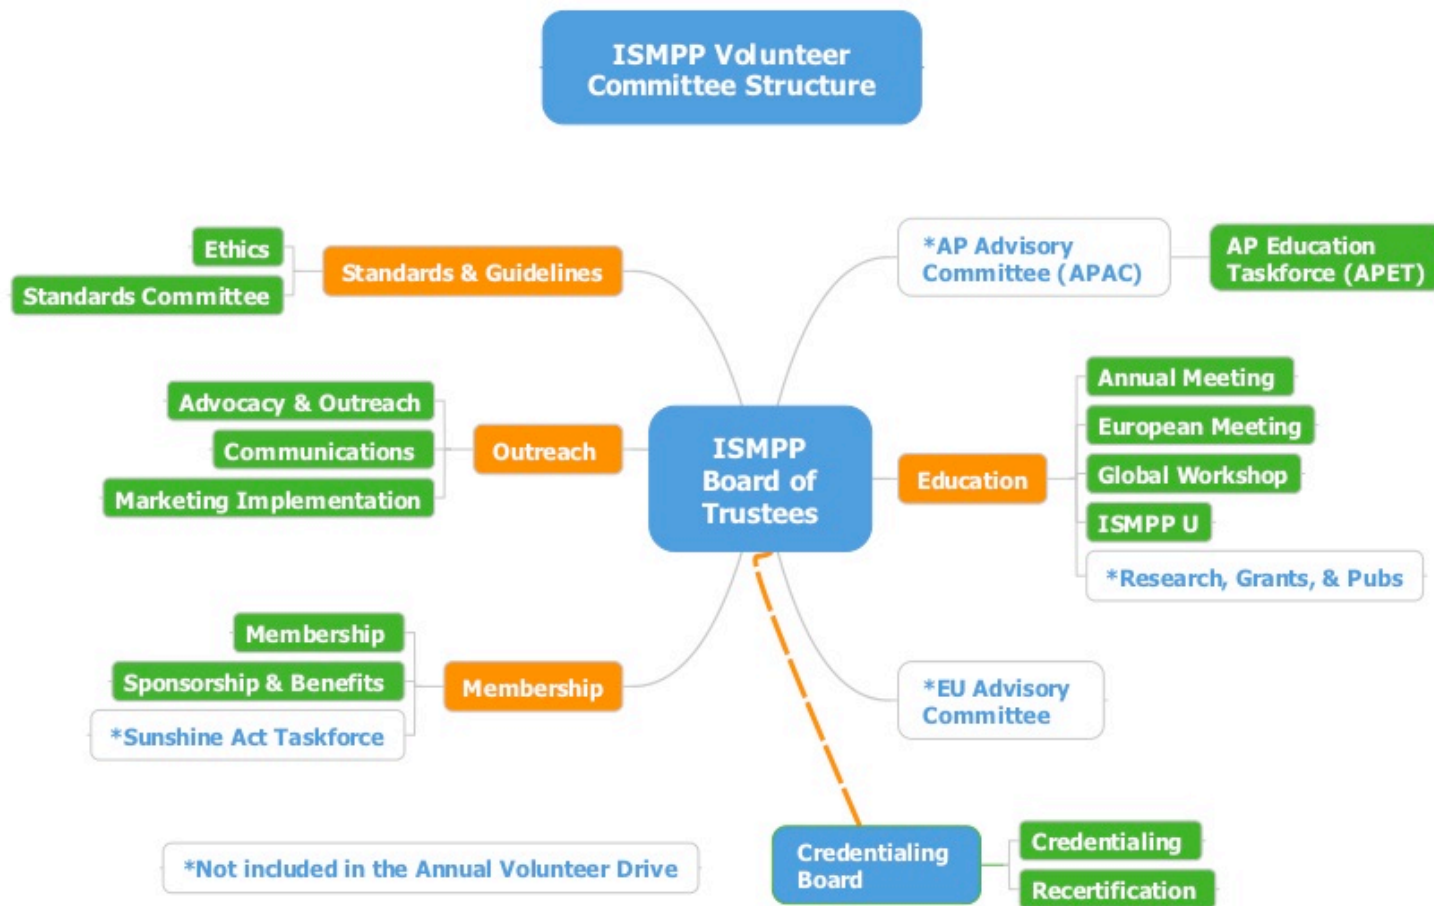 ISMPP Volunteer
Committee Structure
Ethics
Standards Committee
Standards & Guidelines
*AP Advisory
Committee (APAC)
AP Education
Taskforce (APET)
Advocacy & Outreach
Communications
Marketing Implementation
Outreach
ISMPP
Board of
Trustees
Education
Annual Meeting
European Meeting
Global Workshop
ISMPP U
*Research, Grants, & Pubs
Membership
Sponsorship & Benefits
*Sunshine Act Taskforce
Membership
*EU Advisory
Committee
*Not included in the Annual Volunteer Drive
Credentialing
Board
Credentialing
Recertification